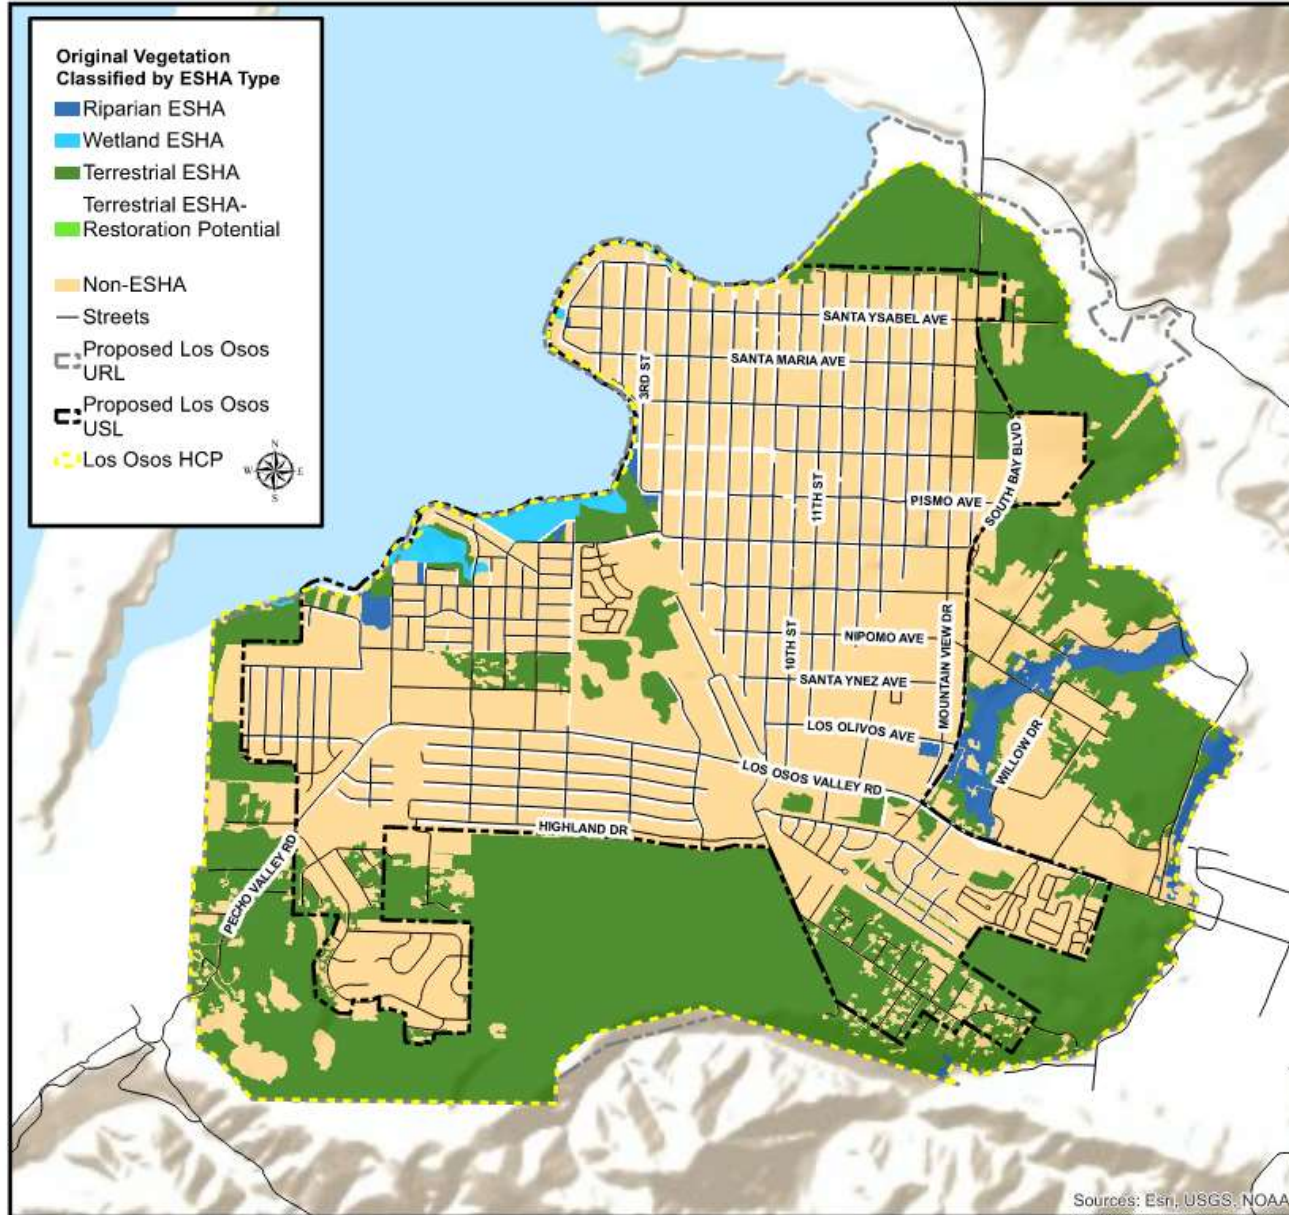 Original Vegetation
Classified by ESHA Type
Riparian ESHA
Wetland ESHA
Terrestrial ESHA
Terrestrial ESHA-
Restoration Potential
Non-ESHA
Streets
Proposed Los Osos
URL
Proposed Los Osos
USL
Los Osos HCP
N
W E
S
SANTA YSABEL AVE
SANTA MARIA AVE
3RD ST
SOUTH BAY BLVD
11TH ST
PISMO AVE
NIPOMO AVE
10TH ST
MOUNTAIN VIEW DR
SANTA YNEZ AVE
LOS OLIVOS AVE
WILLOW DR
LOS OSOS VALLEY RD
HIGHLAND DR
PECHO VALLEY RD
Sources: Esri, USGS, NOAA